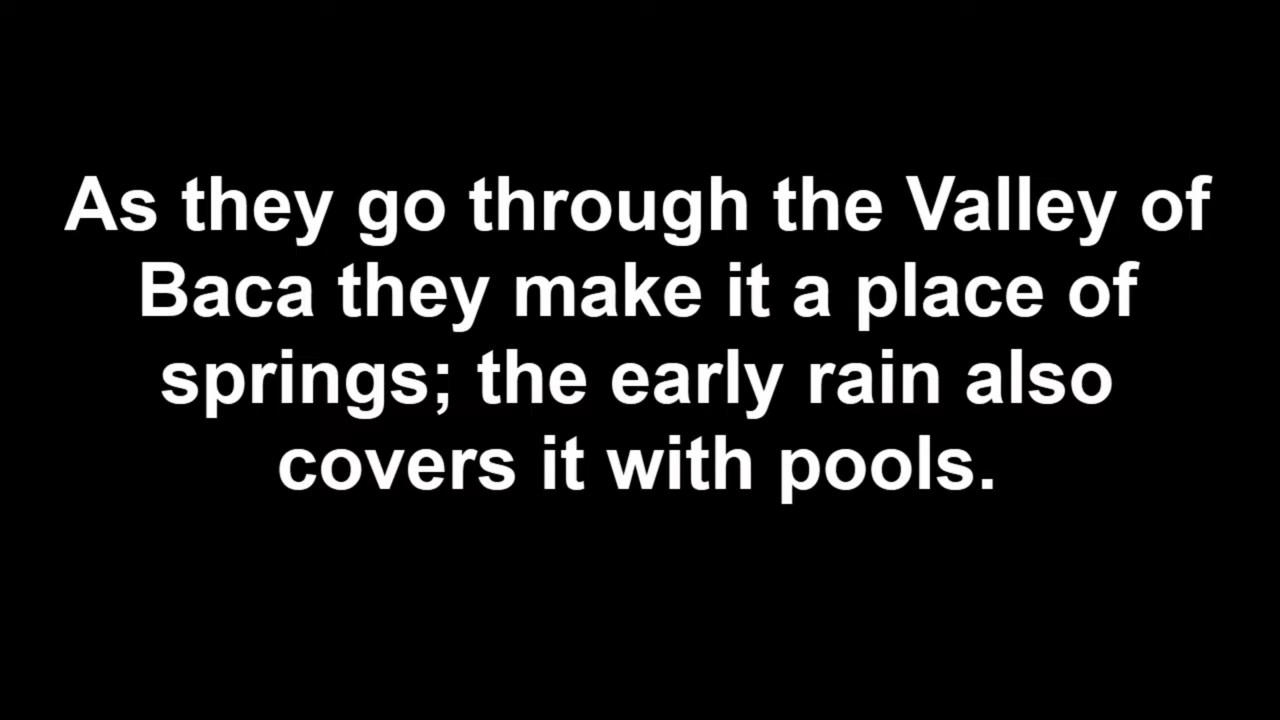 As they go through the Valley of
Baca they make it a place of
springs; the early rain also
covers it with pools.